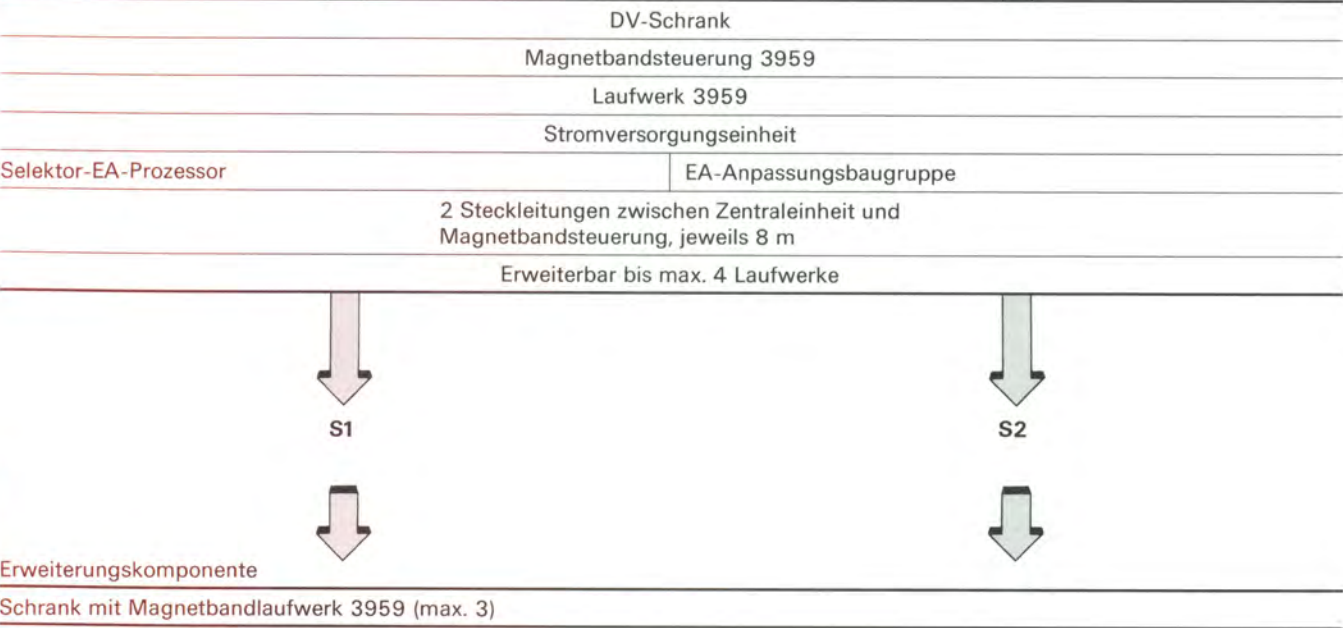 DV-Schrank
Magnetbandsteuerung 3959
Laufwerk 3959
Stromversorgungseinheit
Selektor-EA-Prozessor
EA-Anpassungsbaugruppe
2 Steckleitungen zwischen Zentraleinheit und
Magnetbandsteuerung, jeweils 8 m
Erweiterbar bis max. 4 Laufwerke
S1
S2
Erweiterungskomponente
Schrank mit Magnetbandlaufwerk 3959 (max. 3)